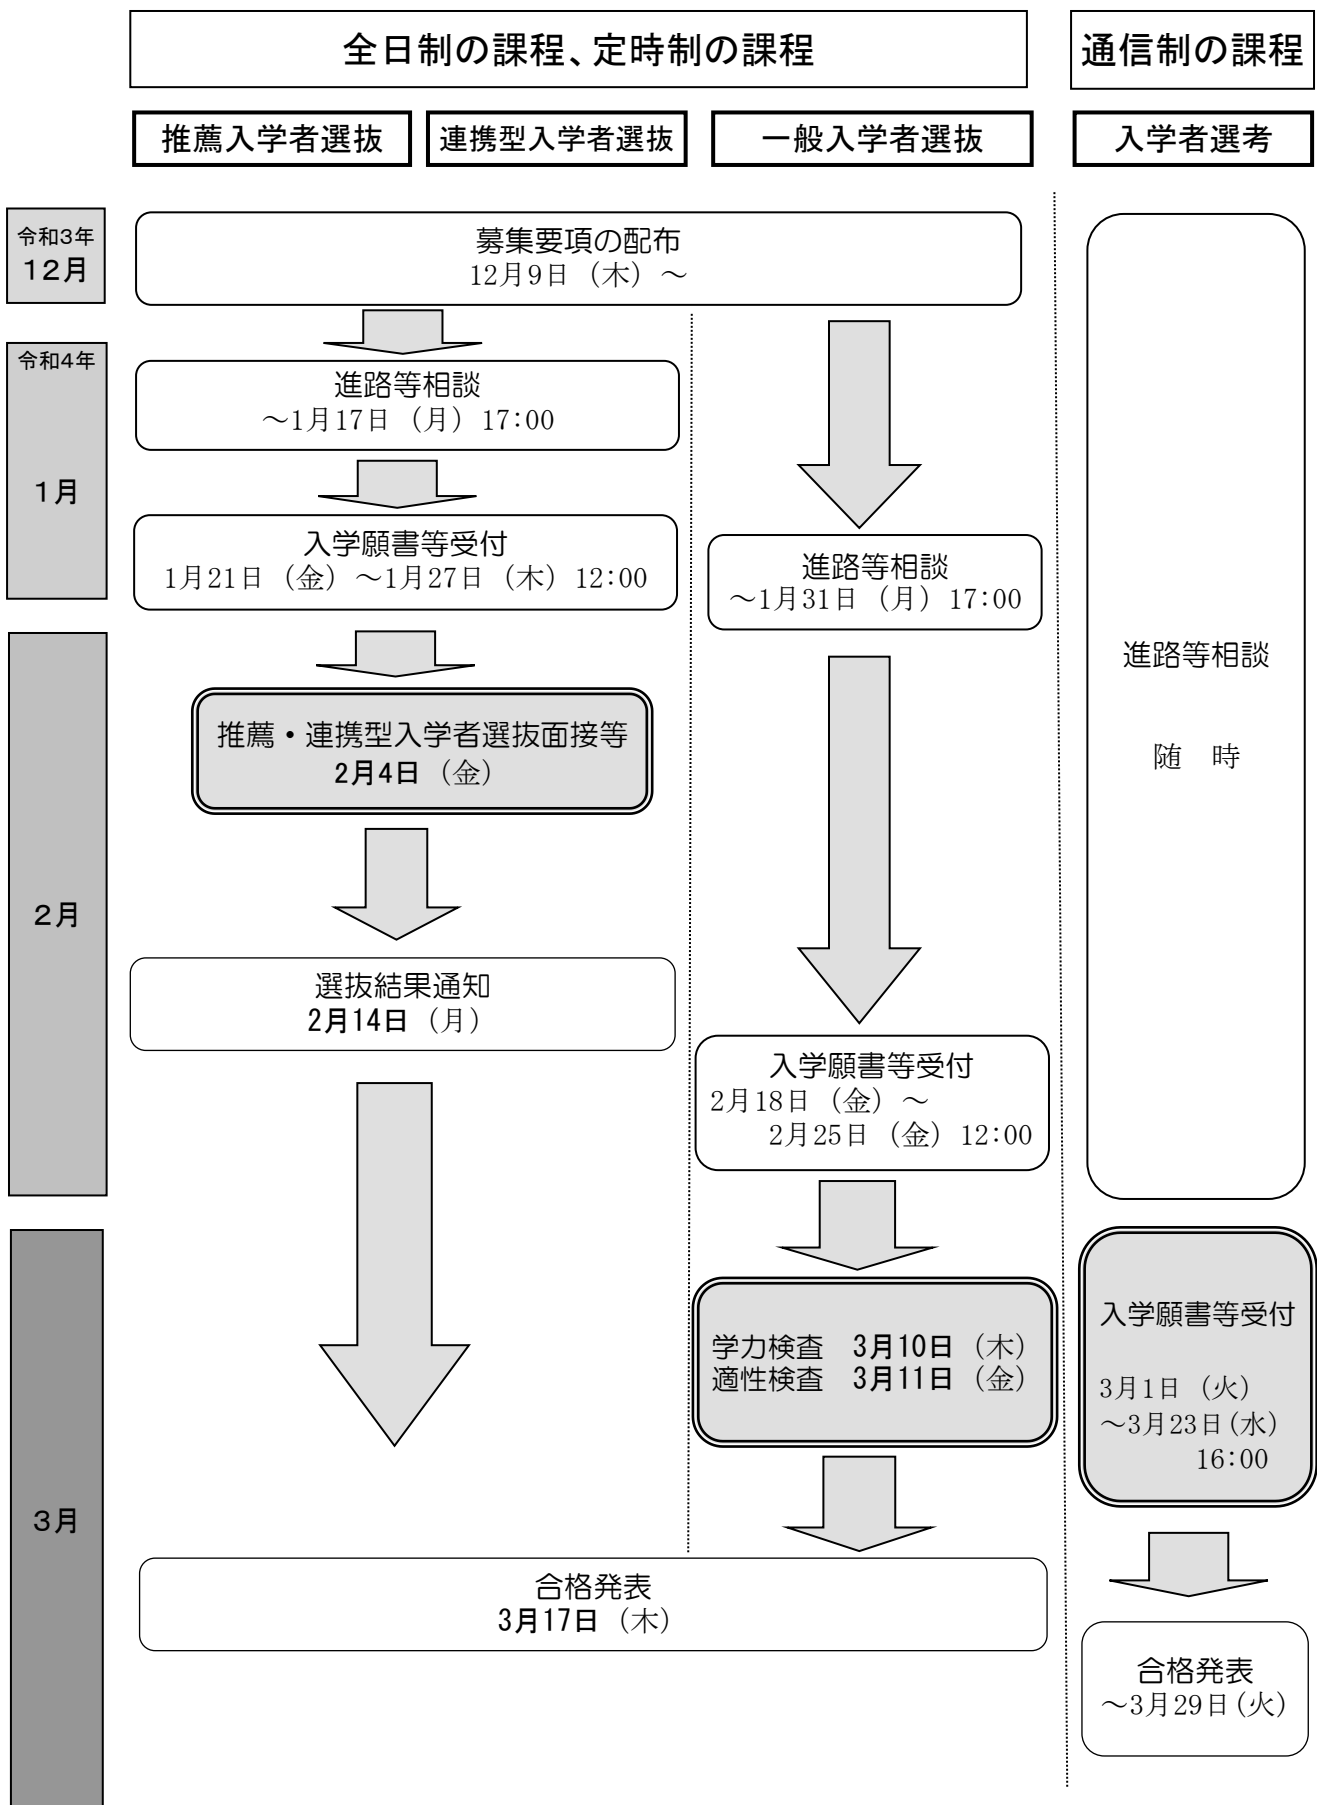 全日制の課程、定時制の課程
通信制の課程
推薦入学者選抜
連携型入学者選抜
一般入学者選抜
入学者選考
令和3年
12月
募集要項の配布
12月9日（木）～
令和4年
1月
進路等相談
～1月17日（月）17:00
入学願書等受付
1月21日（金）～1月27日（木）12:00
進路等相談
～1月31日（月）17:00
進路等相談
随　時
2月
推薦・連携型入学者選抜面接等
2月4日（金）
選抜結果通知
2月14日（月）
入学願書等受付
2月18日（金）～
2月25日（金）12:00
3月
学力検査　3月10日（木）
適性検査　3月11日（金）
入学願書等受付
3月1日（火）
～3月23日(水)
16:00
合格発表
3月17日（木）
合格発表
～3月29日(火)